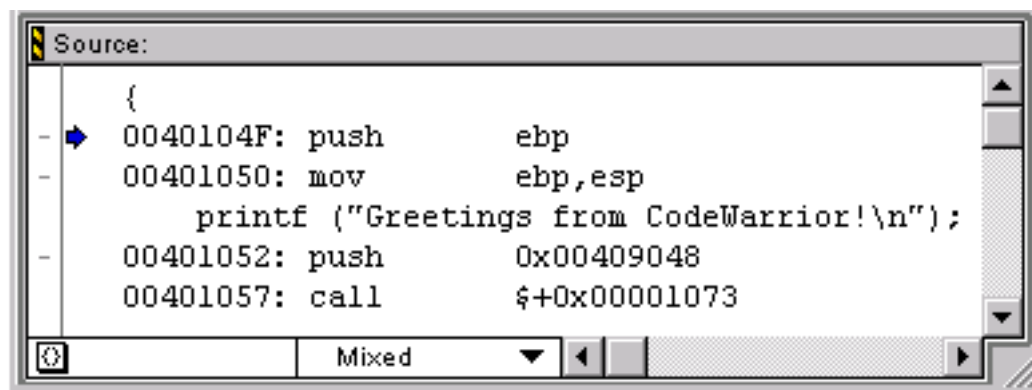 Source:
{
0040104F: push ebp
00401050: mov ebp,esp
printf ("Greetings from CodeWarrior!\n");
00401052: push 0x00409048
00401057: call $+0x00001073
Mixed